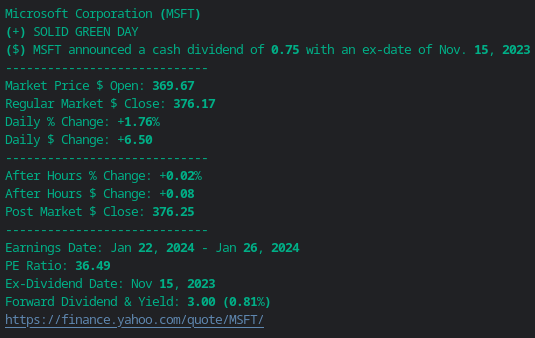 Microsoft Corporation (MSFT)
(+) SOLID GREEN DAY
($) MSFT announced a cash dividend of 0.75 with an ex-date of Nov. 15, 2023
-----------------------------
Market Price $ Open: 369.67
Regular Market $ Close: 376.17
Daily % Change: +1.76%
Daily $ Change: +6.50
-----------------------------
After Hours % Change: +0.02%
After Hours $ Change: +0.08
Post Market $ Close: 376.25
-----------------------------
Earnings Date: Jan 22, 2024 - Jan 26, 2024
PE Ratio: 36.49
Ex-Dividend Date: Nov 15, 2023
Forward Dividend & Yield: 3.00 (0.81%)
https://finance.yahoo.com/quote/MSFT/